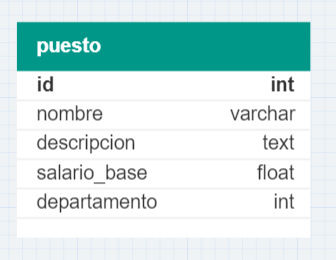 puesto
id int
nombre varchar
descripcion text
salario_base float
departamento int